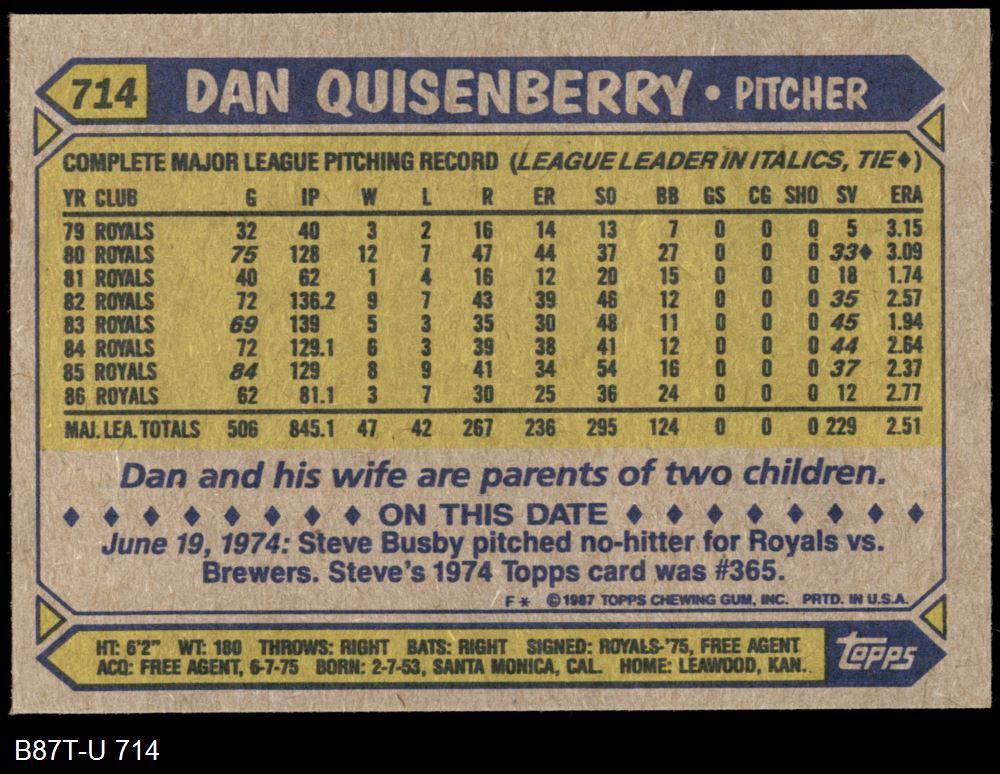 714 DAN QUISENBERRY • PITCHER
COMPLETE MAJOR LEAGUE PITCHING RECORD (LEAGUE LEADER IN ITALICS, TIE♦)
YR CLUB G IP W L R ER SO BB GS CG SHO SV ERA
79 ROYALS 32 40 3 2 16 14 13 7 0 0 0 5 3.15
80 ROYALS 75 128 12 7 47 44 37 27 0 0 0 33♦ 3.09
81 ROYALS 40 62 1 4 16 12 20 15 0 0 0 18 1.74
82 ROYALS 72 136.2 9 7 43 39 46 12 0 0 0 35 2.57
83 ROYALS 69 139 5 3 35 30 48 11 0 0 0 45 1.94
84 ROYALS 72 129.1 6 3 39 38 41 12 0 0 0 44 2.64
85 ROYALS 84 129 8 9 41 34 54 16 0 0 0 37 2.37
86 ROYALS 62 81.1 3 7 30 25 36 24 0 0 0 12 2.77
MAJ. LEA. TOTALS 506 845.1 47 42 267 236 295 124 0 0 0 229 2.51
Dan and his wife are parents of two children.
♦ ♦ ♦ ♦ ♦ ♦ ♦ ♦ ON THIS DATE ♦ ♦ ♦ ♦ ♦ ♦ ♦ ♦
June 19, 1974: Steve Busby pitched no-hitter for Royals vs.
Brewers. Steve's 1974 Topps card was #365.
F* ©1987 TOPPS CHEWING GUM, INC. PRTD. IN U.S.A.
HT: 6'2" WT: 180 THROWS: RIGHT BATS: RIGHT SIGNED: ROYALS-'75, FREE AGENT
ACQ: FREE AGENT, 6-7-75 BORN: 2-7-53, SANTA MONICA, CAL. HOME: LEAWOOD, KAN.
topps
B87T-U 714